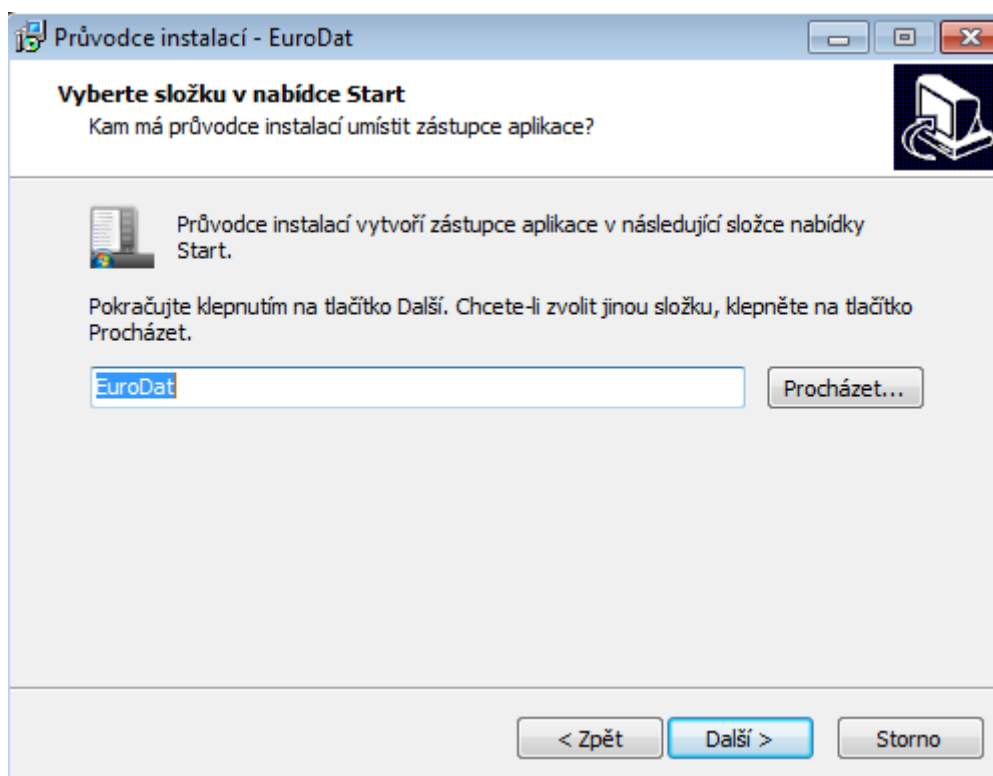 Průvodce instalací - EuroDat
Vyberte složku v nabídce Start
Kam má průvodce instalací umístit zástupce aplikace?
Průvodce instalací vytvoří zástupce aplikace v následující složce nabídky
Start.
Pokračujte klepnutím na tlačítko Další. Chcete-li zvolit jinou složku, klepněte na tlačítko
Procházet.
EuroDat
Procházet...
< Zpět
Další >
Storno